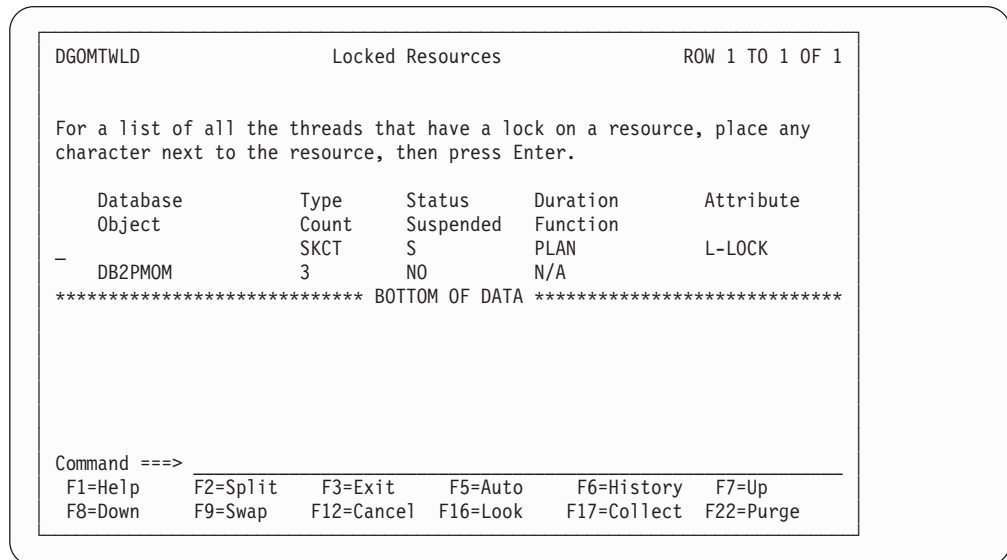 DGOMTWLD Locked Resources ROW 1 TO 1 OF 1
For a list of all the threads that have a lock on a resource, place any
character next to the resource, then press Enter.
Database Type Status Duration Attribute
Object Count Suspended Function
_ SKCT S PLAN L-LOCK
DB2PMOM 3 NO N/A
***************************** BOTTOM OF DATA *****************************
Command ===> _____________________________________________________________
F1=Help F2=Split F3=Exit F5=Auto F6=History F7=Up
F8=Down F9=Swap F12=Cancel F16=Look F17=Collect F22=Purge